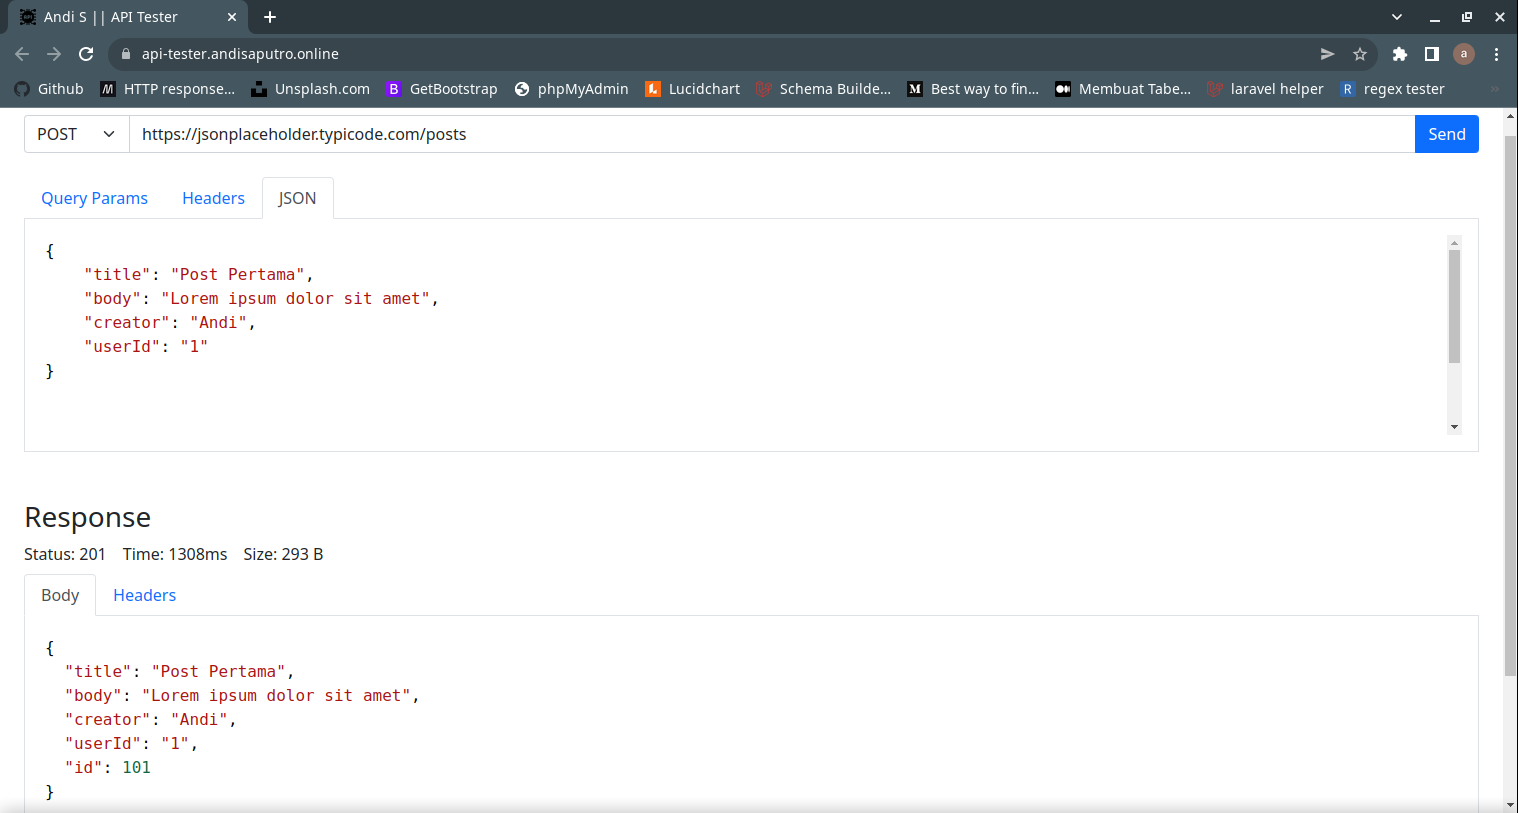 Andi S || API Tester
api-tester.andisaputro.online
a
Github HTTP response... Unsplash.com B GetBootstrap phpMyAdmin Lucidchart Schema Builde... M Best way to fin... Membuat Tabe... laravel helper R regex tester »
POST https://jsonplaceholder.typicode.com/posts Send
Query Params Headers JSON
{
    "title": "Post Pertama",
    "body": "Lorem ipsum dolor sit amet",
    "creator": "Andi",
    "userId": "1"
}
Response
Status: 201 Time: 1308ms Size: 293 B
Body Headers
{
  "title": "Post Pertama",
  "body": "Lorem ipsum dolor sit amet",
  "creator": "Andi",
  "userId": "1",
  "id": 101
}